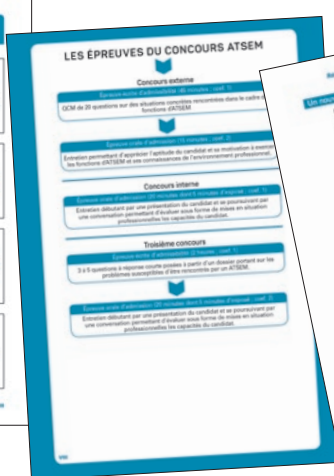 LES ÉPREUVES DU CONCOURS ATSEM
Concours externe
Épreuve écrite d'admissibilité (45 minutes ; coef. 1)
QCM de 20 questions sur des situations concrètes rencontrées dans le cadre d
fonctions d'ATSEM.
Épreuve orale d'admission (15 minutes ; coef. 2)
Entretien permettant d'apprécier l'aptitude du candidat et sa motivation à exercer
les fonctions d'ATSEM et ses connaissances de l'environnement professionnel.
Concours interne
Épreuve orale d'admission (20 minutes dont 5 minutes d'exposé ; coef. 1)
Entretien débutant par une présentation du candidat et se poursuivant par
une conversation permettant d'évaluer sous forme de mises en situation
professionnelles les capacités du candidat.
Troisième concours
Épreuve écrite d'admissibilité (2 heures ; coef. 1)
3 à 5 questions à réponse courte posées à partir d'un dossier portant sur les
problèmes susceptibles d'être rencontrés par un ATSEM.
Épreuve orale d'admission (20 minutes dont 5 minutes d'exposé ; coef. 2)
Entretien débutant par une présentation du candidat et se poursuivant par
une conversation permettant d'évaluer sous forme de mises en situation
professionnelles les capacités du candidat.
Un nou